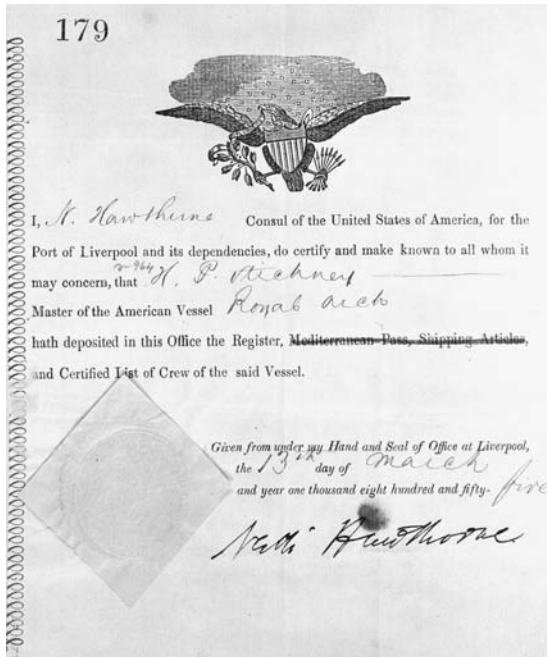 179
I, N. Hawthorne Consul of the United States of America, for the
Port of Liverpool and its dependencies, do certify and make known to all whom it
may concern, that H. P. Stickney
Master of the American Vessel Royal Arch
hath deposited in this Office the Register, Mediterranean Pass, Shipping Articles,
and Certified List of Crew of the said Vessel.
Given from under my Hand and Seal of Office at Liverpool,
the 13th day of March
and year one thousand eight hundred and fifty- five
Nath Hawthorne